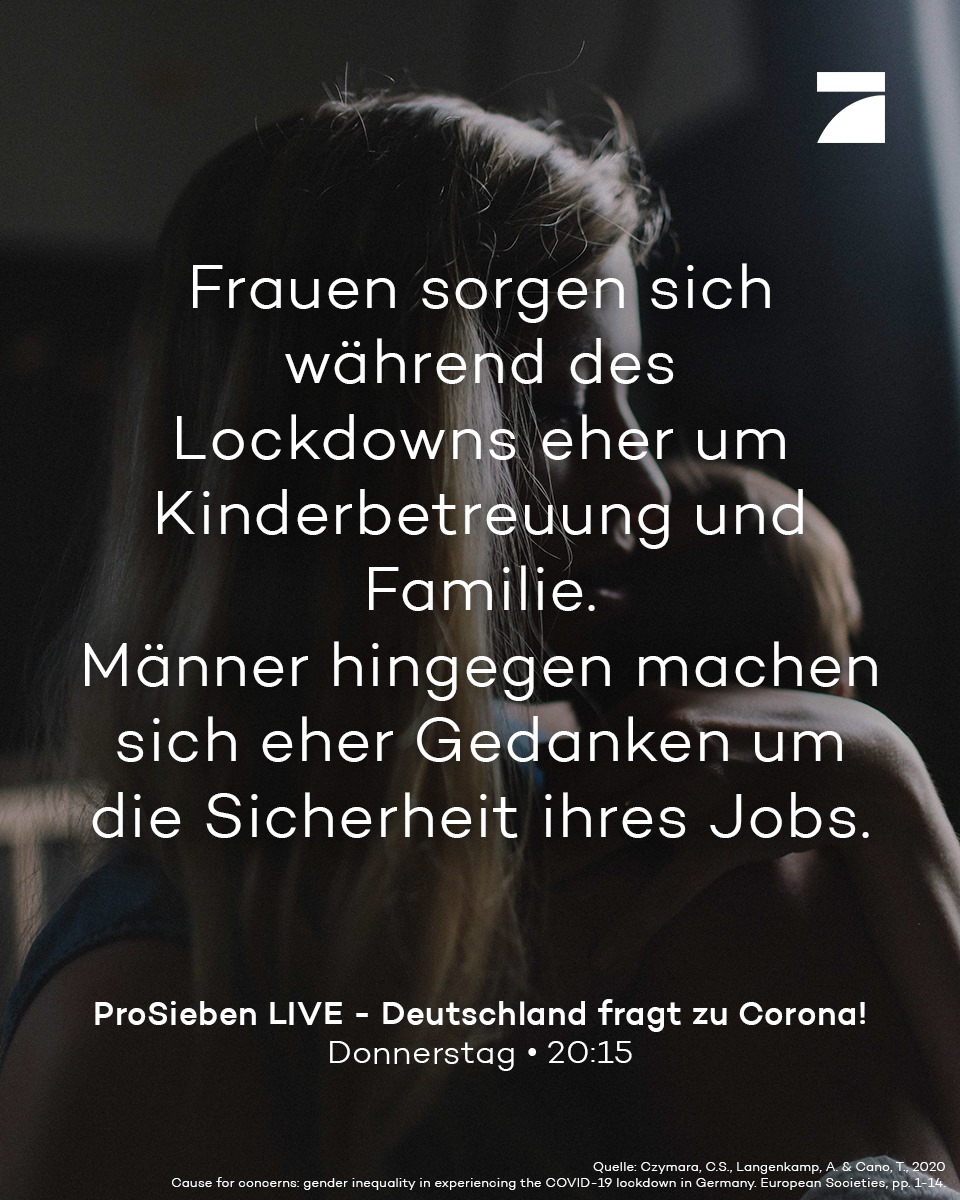 Frauen sorgen sich
während des
Lockdowns eher um
Kinderbetreuung und
Familie.
Männer hingegen machen
sich eher Gedanken um
die Sicherheit ihres Jobs.
ProSieben LIVE - Deutschland fragt zu Corona!
Donnerstag • 20:15
Quelle: Czymara, C.S., Langenkamp, A. & Cano, T., 2020
Cause for concerns: gender inequality in experiencing the COVID-19 lockdown in Germany. European Societies, pp. 1-14.